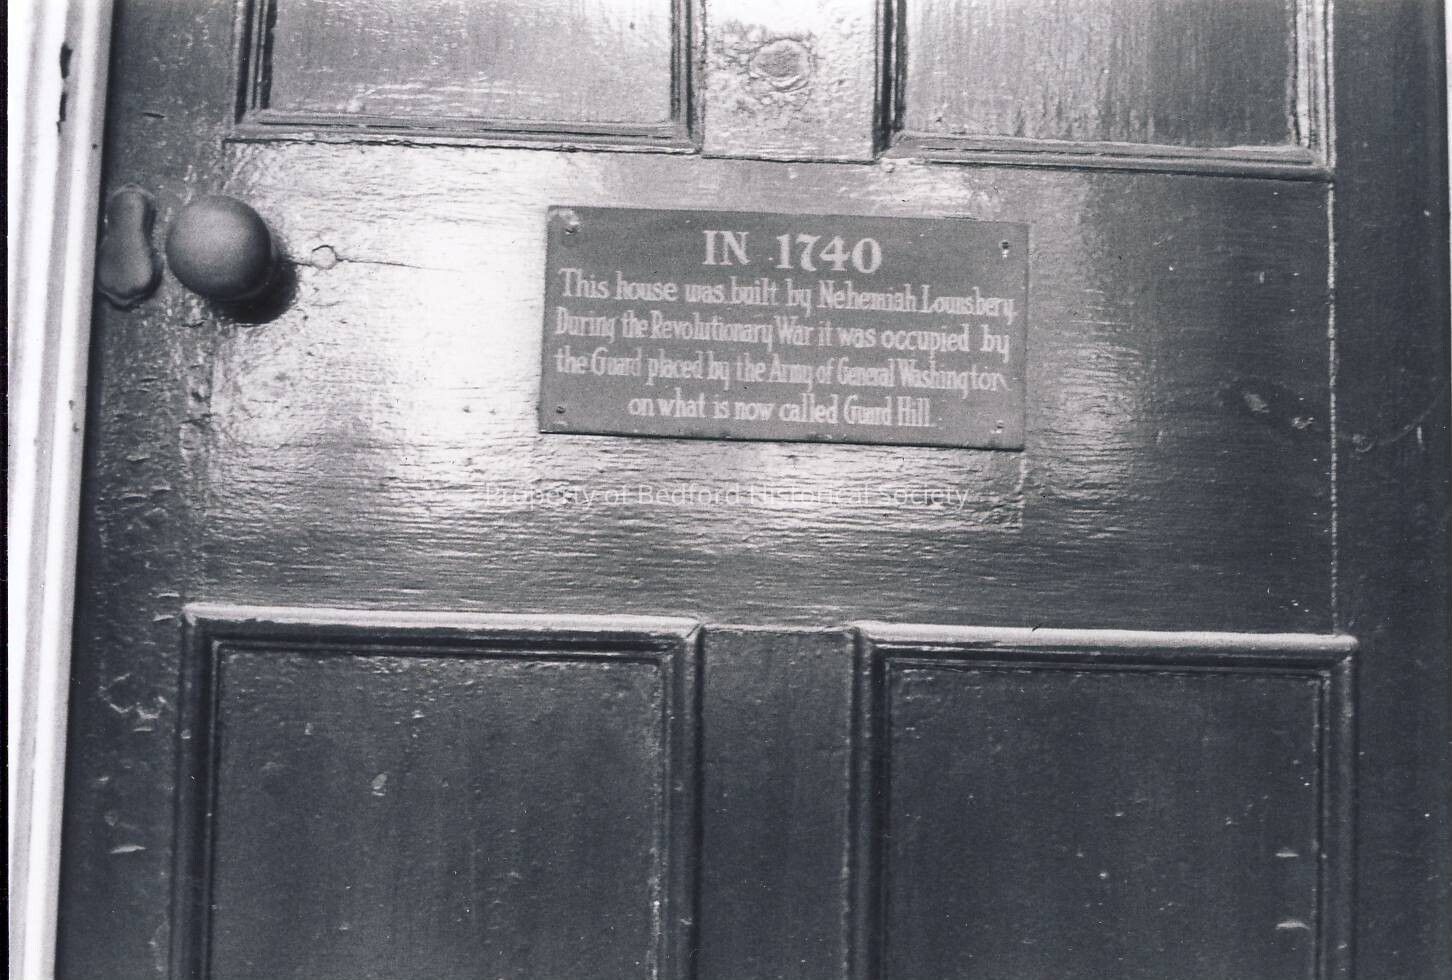 IN 1740
This house was built by Nehemiah Lounsbery.
During the Revolutionary War it was occupied by
the Guard placed by the Army of General Washington
on what is now called Guard Hill.
Property of Bedford Historical Society